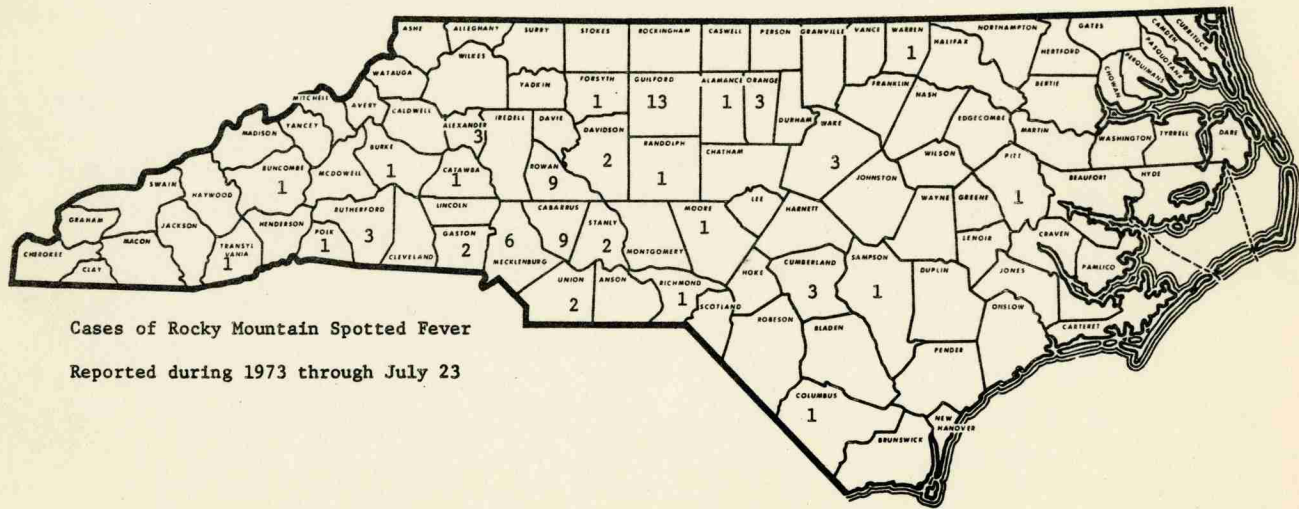 ASHE ALLEGHANY SURRY STOKES ROCKINGHAM CASWELL PERSON GRANVILLE VANCE WARREN NORTHAMPTON GATES CAMDEN CURRITUCK
1
HALIFAX HERTFORD PASQUOTANK
WATAUGA WILKES YADKIN FORSYTH GUILFORD ALAMANCE ORANGE FRANKLIN BERTIE CHOWAN PERQUIMANS
1 13 1 3
MITCHELL AVERY CALDWELL ALEXANDER IREDELL DAVIE DAVIDSON DURHAM WAKE NASH EDGECOMBE MARTIN WASHINGTON TYRRELL DARE
3 2 3
MADISON YANCEY BURKE RANDOLPH CHATHAM WILSON PITT
1 1 1
BUNCOMBE MCDOWELL CATAWBA ROWAN JOHNSTON BEAUFORT HYDE
1 1 9
SWAIN HAYWOOD RUTHERFORD LINCOLN CABARRUS STANLY MOORE LEE HARNETT WAYNE GREENE
3 9 2 1
GRAHAM JACKSON HENDERSON POLK GASTON MONTGOMERY LENOIR CRAVEN
1 2
CHEROKEE MACON TRANSYL
VANIA
1
CLEVELAND 6
MECKLENBURG HOKE CUMBERLAND SAMPSON DUPLIN JONES PAMLICO
3 1
CLAY UNION ANSON RICHMOND SCOTLAND ONSLOW
2 1
ROBESON BLADEN CARTERET
PENDER
COLUMBUS
1
NEW
HANOVER
BRUNSWICK
Cases of Rocky Mountain Spotted Fever
Reported during 1973 through July 23